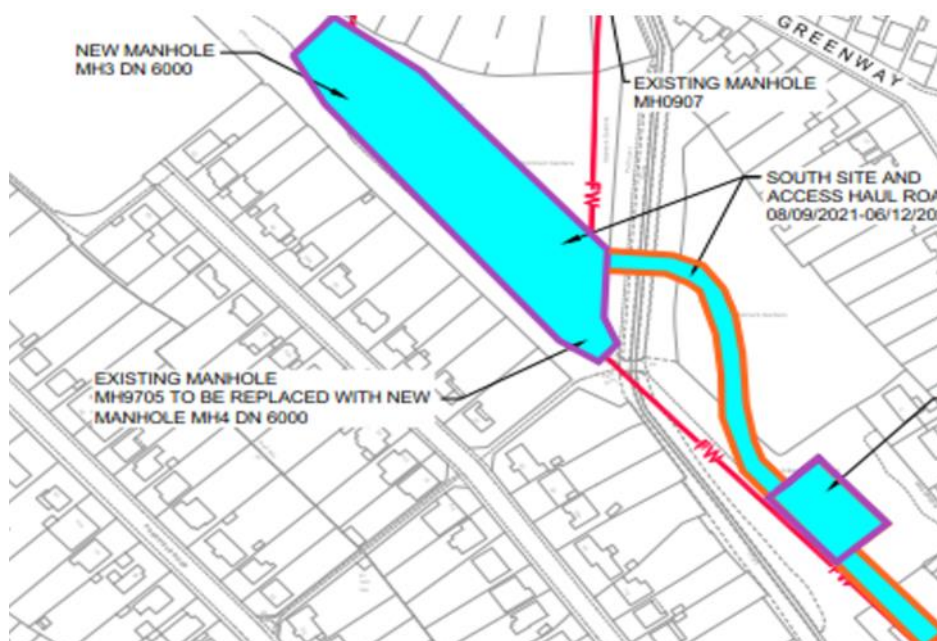 NEW MANHOLE
MH3 DN 6000
GREENWAY
EXISTING MANHOLE
MH0907
SOUTH SITE AND
ACCESS HAUL ROA
08/09/2021-06/12/20
FW
EXISTING MANHOLE
MH9705 TO BE REPLACED WITH NEW
MANHOLE MH4 DN 6000
FW
FW